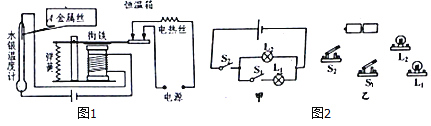 恒温箱
金属丝
衔铁
电热丝
弹簧
水银温度计
电源
图1
S₂
L₂
S₁
L₁
甲
S₂
S₁
L₂
L₁
乙
图2